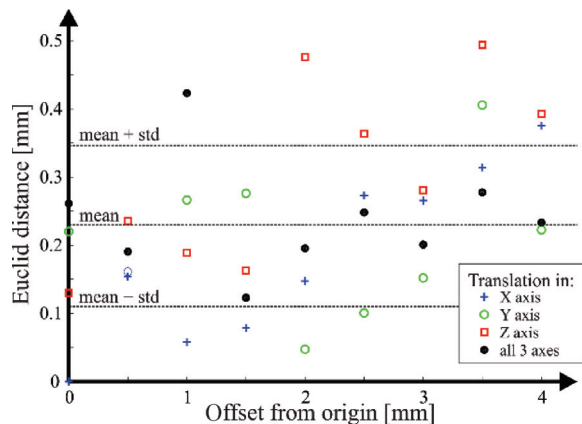 Euclid distance [mm]
0.5
0.4
mean + std
0.3
mean
0.2
mean − std
0.1
0
Translation in:
X axis
Y axis
Z axis
all 3 axes
0 1 2 3 4
Offset from origin [mm]